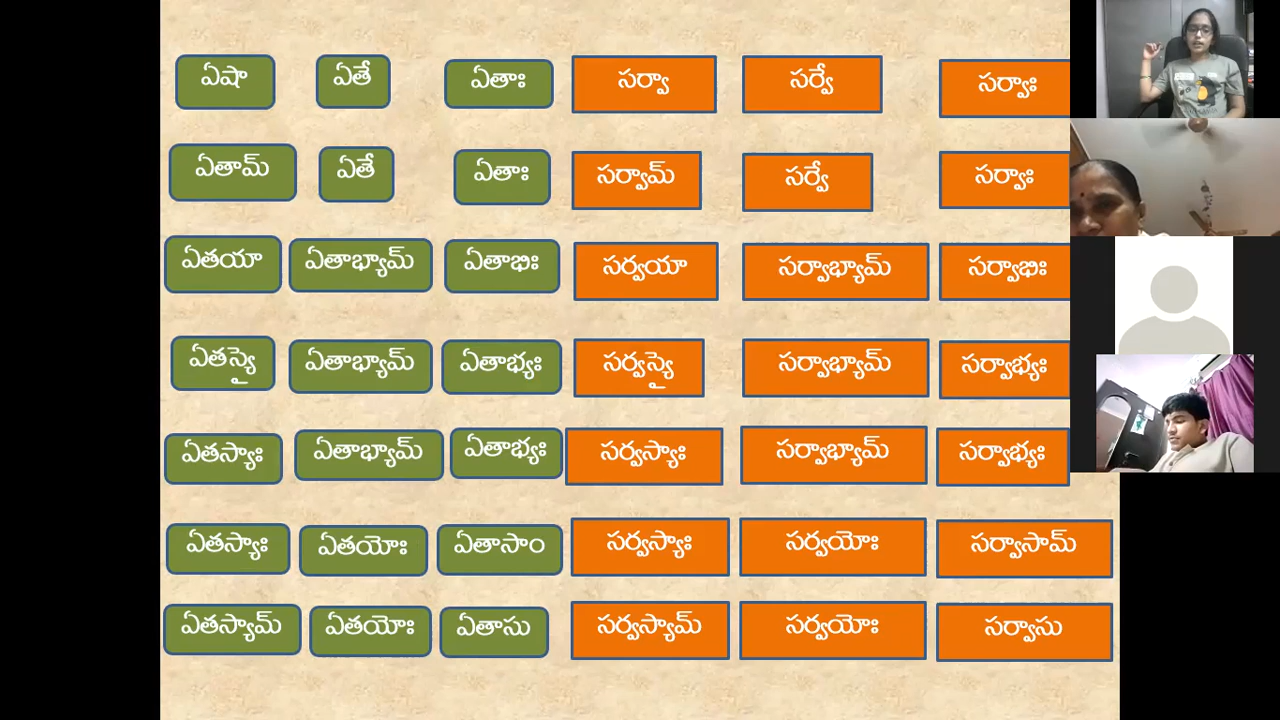 ఏషా ఏతే ఏతాః సర్వా సర్వే సర్వాః
ఏతామ్ ఏతే ఏతాః సర్వామ్ సర్వే సర్వాః
ఏతయా ఏతాభ్యామ్ ఏతాభిః సర్వయా సర్వాభ్యామ్ సర్వాభిః
ఏతస్యై ఏతాభ్యామ్ ఏతాభ్యః సర్వస్యై సర్వాభ్యామ్ సర్వాభ్యః
ఏతస్యాః ఏతాభ్యామ్ ఏతాభ్యః సర్వస్యాః సర్వాభ్యామ్ సర్వాభ్యః
ఏతస్యాః ఏతయోః ఏతాసాం సర్వస్యాః సర్వయోః సర్వాసామ్
ఏతస్యామ్ ఏతయోః ఏతాసు సర్వస్యామ్ సర్వయోః సర్వాసు